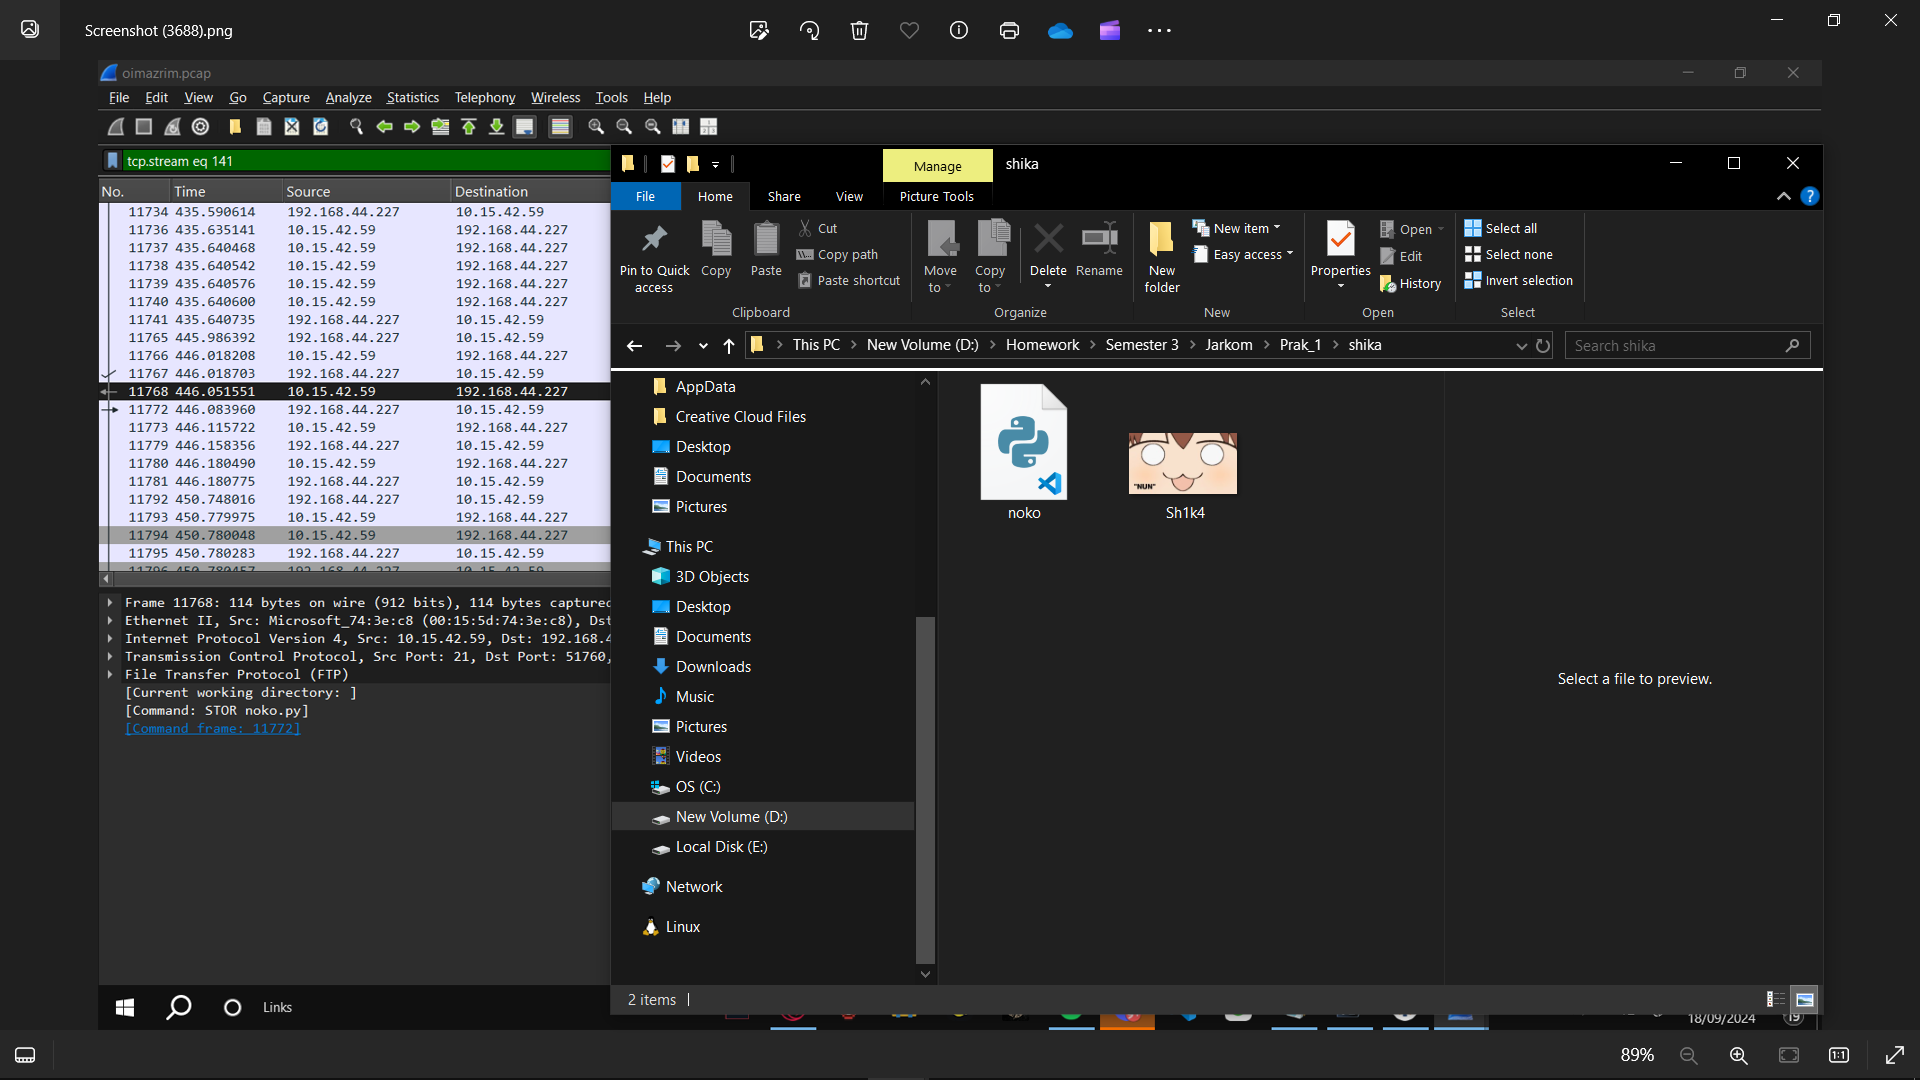 Screenshot (3688).png
oimazrim.pcap
File Edit View Go Capture Analyze Statistics Telephony Wireless Tools Help
tcp.stream eq 141
No. Time Source Destination
11734 435.590614 192.168.44.227 10.15.42.59
11736 435.635141 10.15.42.59 192.168.44.227
11737 435.640468 10.15.42.59 192.168.44.227
11738 435.640542 10.15.42.59 192.168.44.227
11739 435.640576 10.15.42.59 192.168.44.227
11740 435.640600 10.15.42.59 192.168.44.227
11741 435.640735 192.168.44.227 10.15.42.59
11765 445.986392 192.168.44.227 10.15.42.59
11766 446.018208 10.15.42.59 192.168.44.227
11767 446.018703 192.168.44.227 10.15.42.59
11768 446.051551 10.15.42.59 192.168.44.227
11772 446.083960 192.168.44.227 10.15.42.59
11773 446.115722 10.15.42.59 192.168.44.227
11779 446.158356 192.168.44.227 10.15.42.59
11780 446.180490 10.15.42.59 192.168.44.227
11781 446.180775 192.168.44.227 10.15.42.59
11792 450.748016 192.168.44.227 10.15.42.59
11793 450.779975 10.15.42.59 192.168.44.227
11794 450.780048 10.15.42.59 192.168.44.227
11795 450.780283 192.168.44.227 10.15.42.59
11796 450.780457 192.168.44.227 10.15.42.59
Frame 11768: 114 bytes on wire (912 bits), 114 bytes captured
Ethernet II, Src: Microsoft_74:3e:c8 (00:15:5d:74:3e:c8), Dst
Internet Protocol Version 4, Src: 10.15.42.59, Dst: 192.168.4
Transmission Control Protocol, Src Port: 21, Dst Port: 51760,
File Transfer Protocol (FTP)
[Current working directory: ]
[Command: STOR noko.py]
[Command frame: 11772]
Manage
shika
File Home Share View Picture Tools
Pin to Quick access
Copy
Paste
Cut
Copy path
Paste shortcut
Clipboard
Move to
Copy to
Delete
Rename
Organize
New folder
New item
Easy access
New
Properties
Open
Edit
History
Open
Select all
Select none
Invert selection
Select
This PC > New Volume (D:) > Homework > Semester 3 > Jarkom > Prak_1 > shika
Search shika
AppData
Creative Cloud Files
Desktop
Documents
Pictures
This PC
3D Objects
Desktop
Documents
Downloads
Music
Pictures
Videos
OS (C:)
New Volume (D:)
Local Disk (E:)
Network
Linux
noko
"NUN"
Sh1k4
Select a file to preview.
2 items
Links
18/09/2024
19
89%
1:1